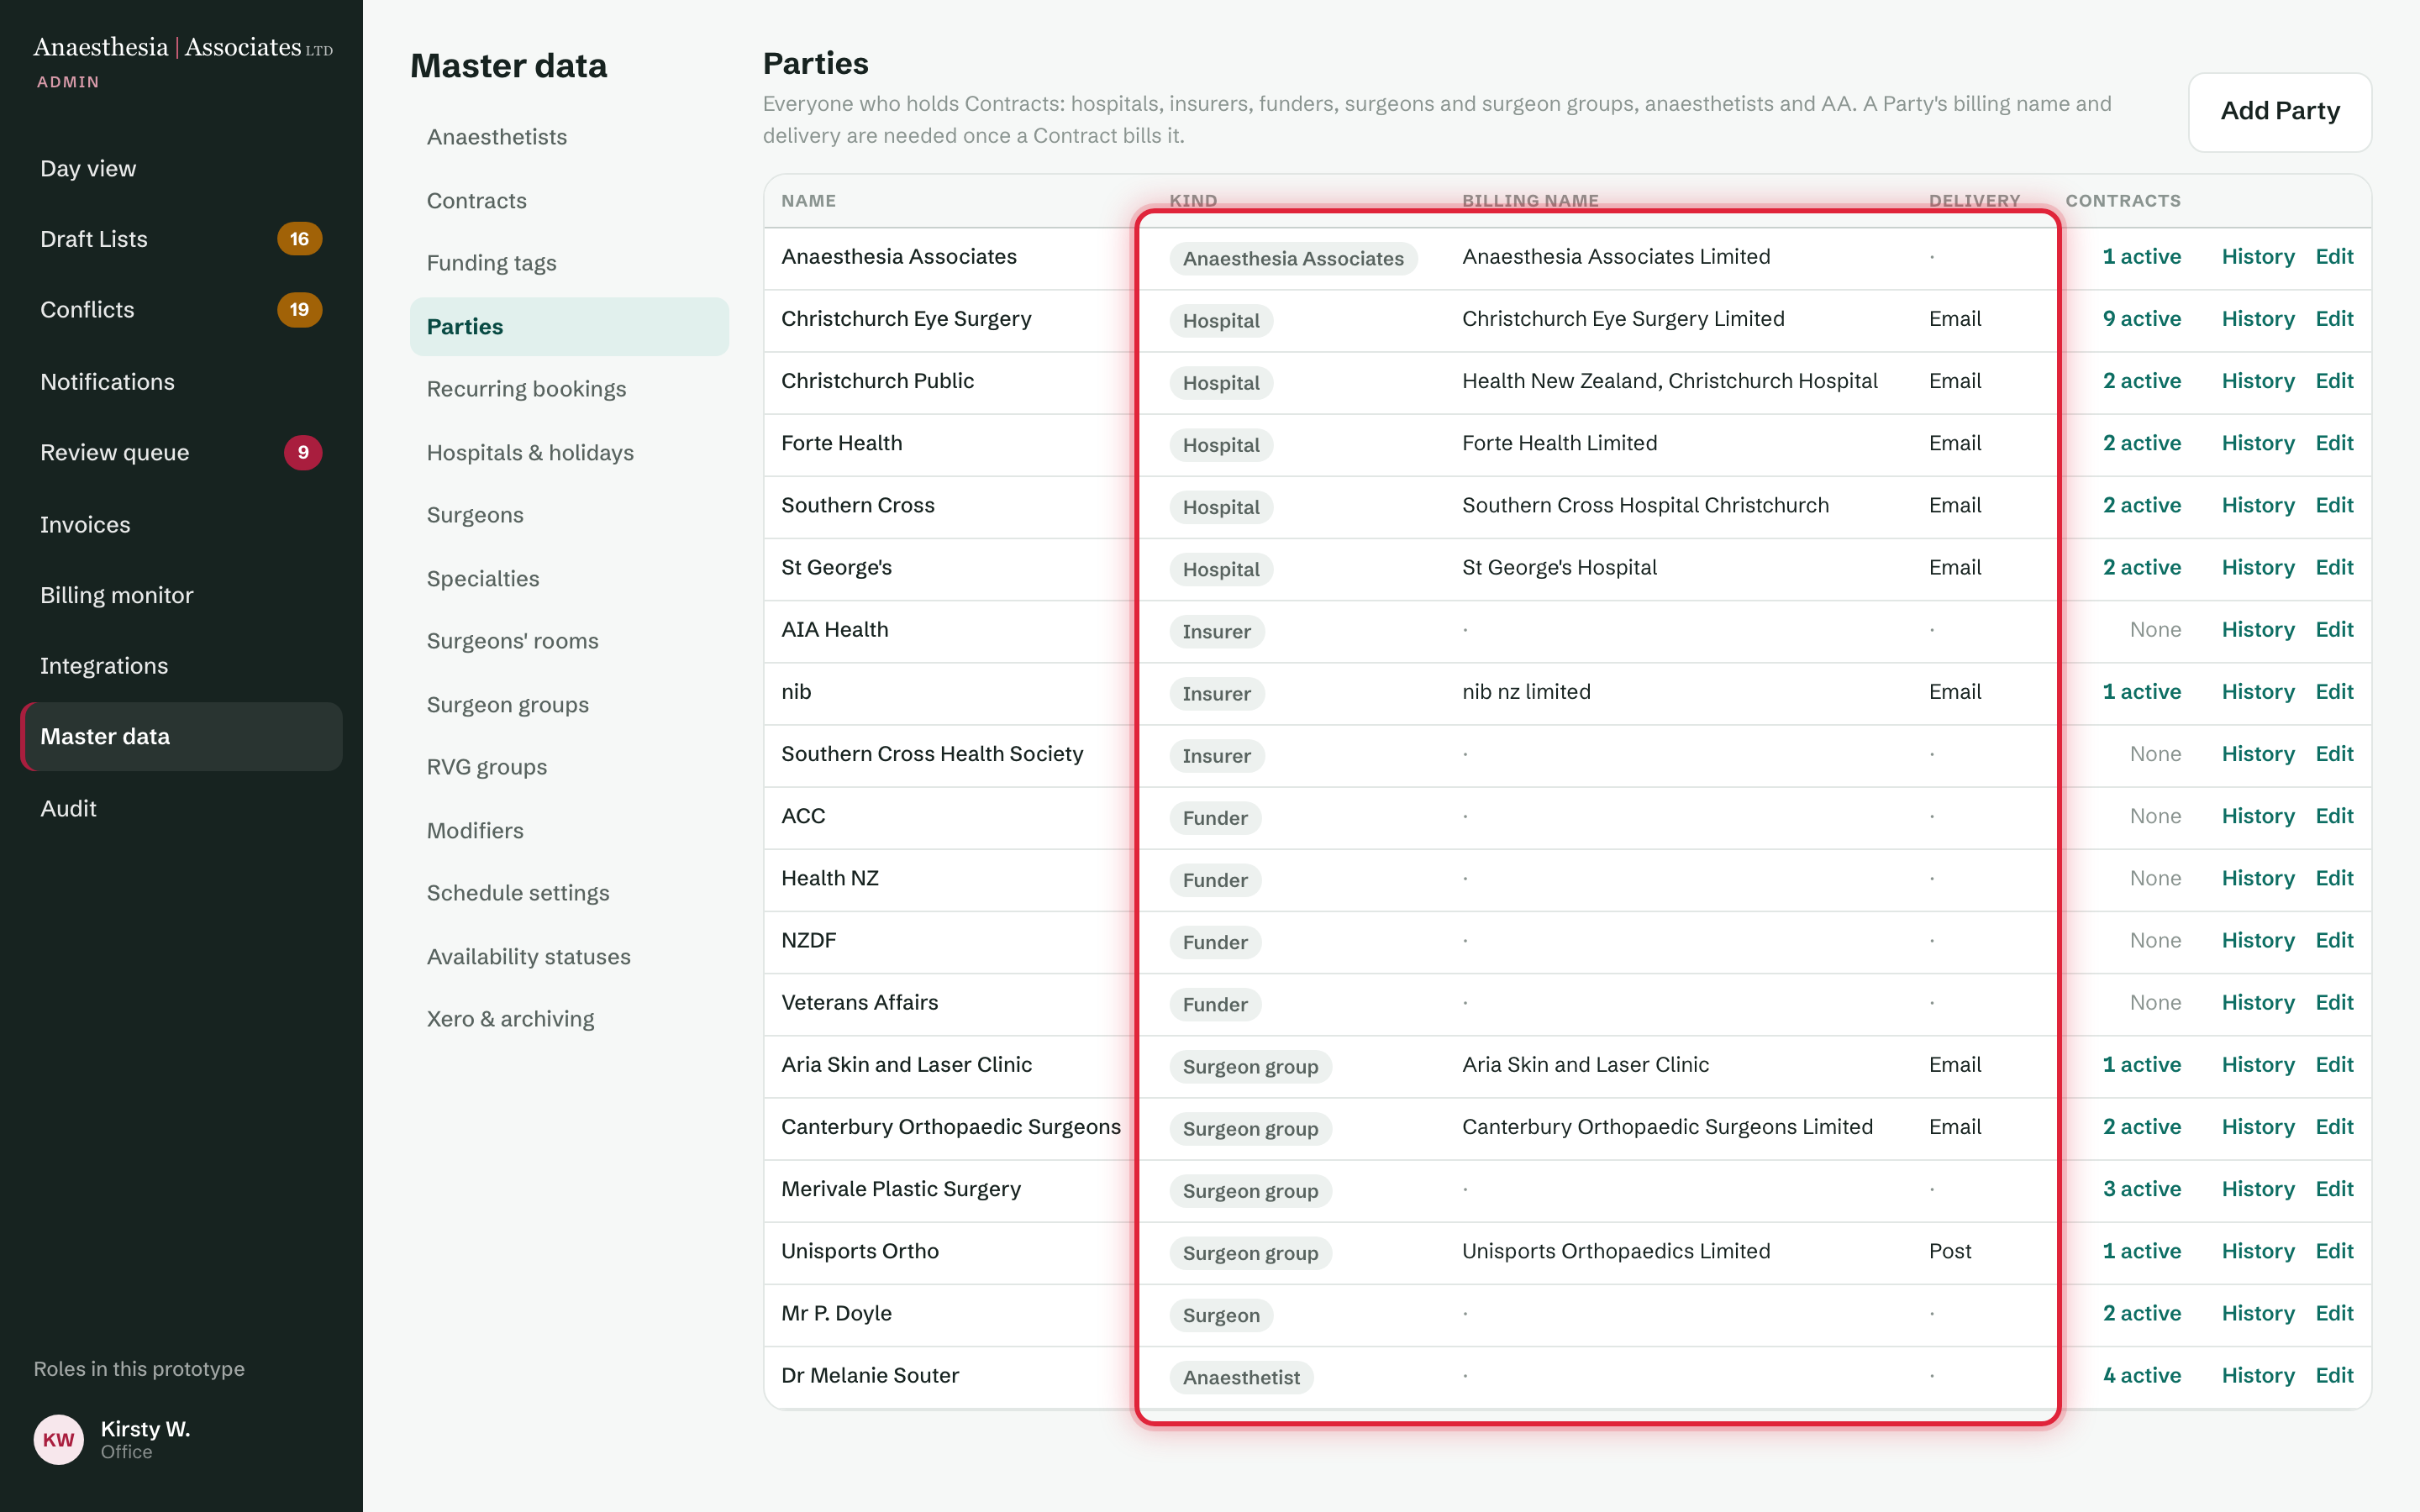 Anaesthesia | Associates LTD
ADMIN
Day view
Draft Lists 16
Conflicts 19
Notifications
Review queue 9
Invoices
Billing monitor
Integrations
Master data
Audit
Roles in this prototype
KW Kirsty W.
Office
Master data
Anaesthetists
Contracts
Funding tags
Parties
Recurring bookings
Hospitals & holidays
Surgeons
Specialties
Surgeons' rooms
Surgeon groups
RVG groups
Modifiers
Schedule settings
Availability statuses
Xero & archiving
Parties
Everyone who holds Contracts: hospitals, insurers, funders, surgeons and surgeon groups, anaesthetists and AA. A Party's billing name and
delivery are needed once a Contract bills it.
Add Party
NAME KIND BILLING NAME DELIVERY CONTRACTS
Anaesthesia Associates Anaesthesia Associates Anaesthesia Associates Limited · 1 active History Edit
Christchurch Eye Surgery Hospital Christchurch Eye Surgery Limited Email 9 active History Edit
Christchurch Public Hospital Health New Zealand, Christchurch Hospital Email 2 active History Edit
Forte Health Hospital Forte Health Limited Email 2 active History Edit
Southern Cross Hospital Southern Cross Hospital Christchurch Email 2 active History Edit
St George's Hospital St George's Hospital Email 2 active History Edit
AIA Health Insurer · · None History Edit
nib Insurer nib nz limited Email 1 active History Edit
Southern Cross Health Society Insurer · · None History Edit
ACC Funder · · None History Edit
Health NZ Funder · · None History Edit
NZDF Funder · · None History Edit
Veterans Affairs Funder · · None History Edit
Aria Skin and Laser Clinic Surgeon group Aria Skin and Laser Clinic Email 1 active History Edit
Canterbury Orthopaedic Surgeons Surgeon group Canterbury Orthopaedic Surgeons Limited Email 2 active History Edit
Merivale Plastic Surgery Surgeon group · · 3 active History Edit
Unisports Ortho Surgeon group Unisports Orthopaedics Limited Post 1 active History Edit
Mr P. Doyle Surgeon · · 2 active History Edit
Dr Melanie Souter Anaesthetist · · 4 active History Edit